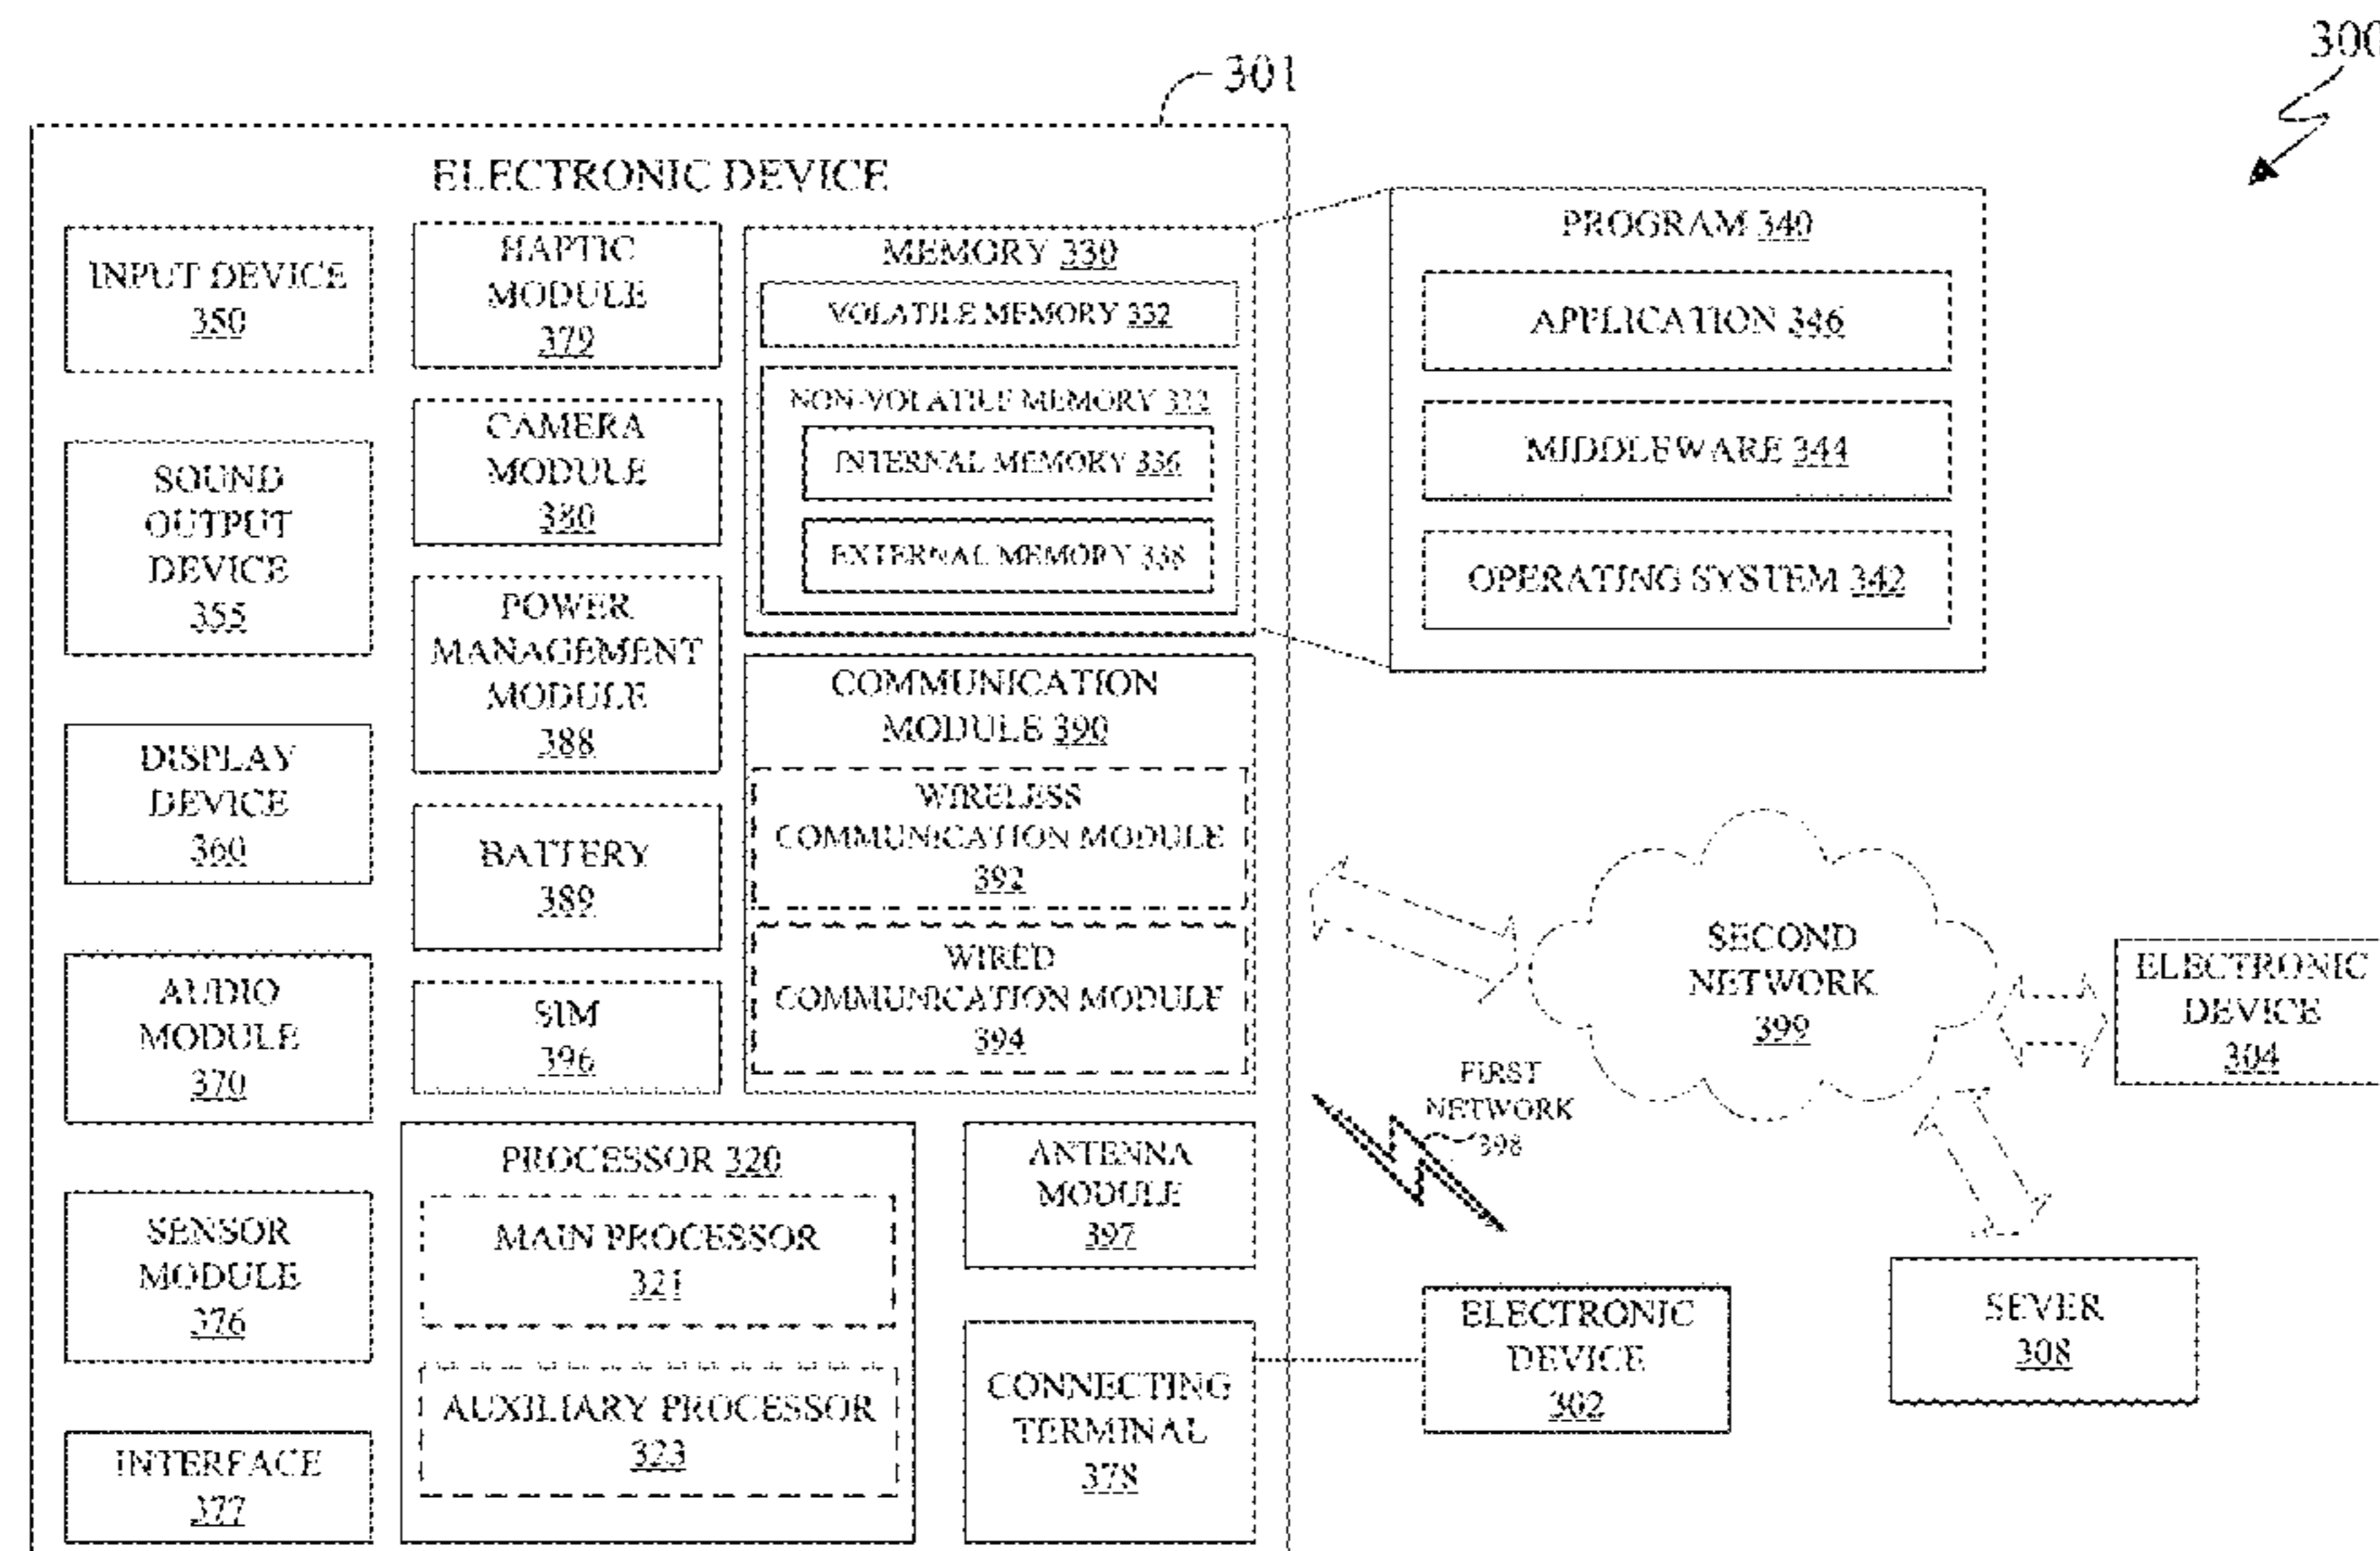 300
301
ELECTRONIC DEVICE
INPUT DEVICE
350
SOUND
OUTPUT
DEVICE
355
DISPLAY
DEVICE
360
AUDIO
MODULE
370
SENSOR
MODULE
376
INTERFACE
377
HAPTIC
MODULE
379
CAMERA
MODULE
380
POWER
MANAGEMENT
MODULE
388
BATTERY
389
SIM
396
PROCESSOR 320
MAIN PROCESSOR
321
AUXILIARY PROCESSOR
323
MEMORY 330
VOLATILE MEMORY 332
NON-VOLATILE MEMORY 332
INTERNAL MEMORY 336
EXTERNAL MEMORY 338
COMMUNICATION
MODULE 390
WIRELESS
COMMUNICATION MODULE
392
WIRED
COMMUNICATION MODULE
394
ANTENNA
MODULE
397
CONNECTING
TERMINAL
378
PROGRAM 340
APPLICATION 346
MIDDLEWARE 344
OPERATING SYSTEM 342
SECOND
NETWORK
399
FIRST
NETWORK
398
ELECTRONIC
DEVICE
304
ELECTRONIC
DEVICE
302
SEVER
308